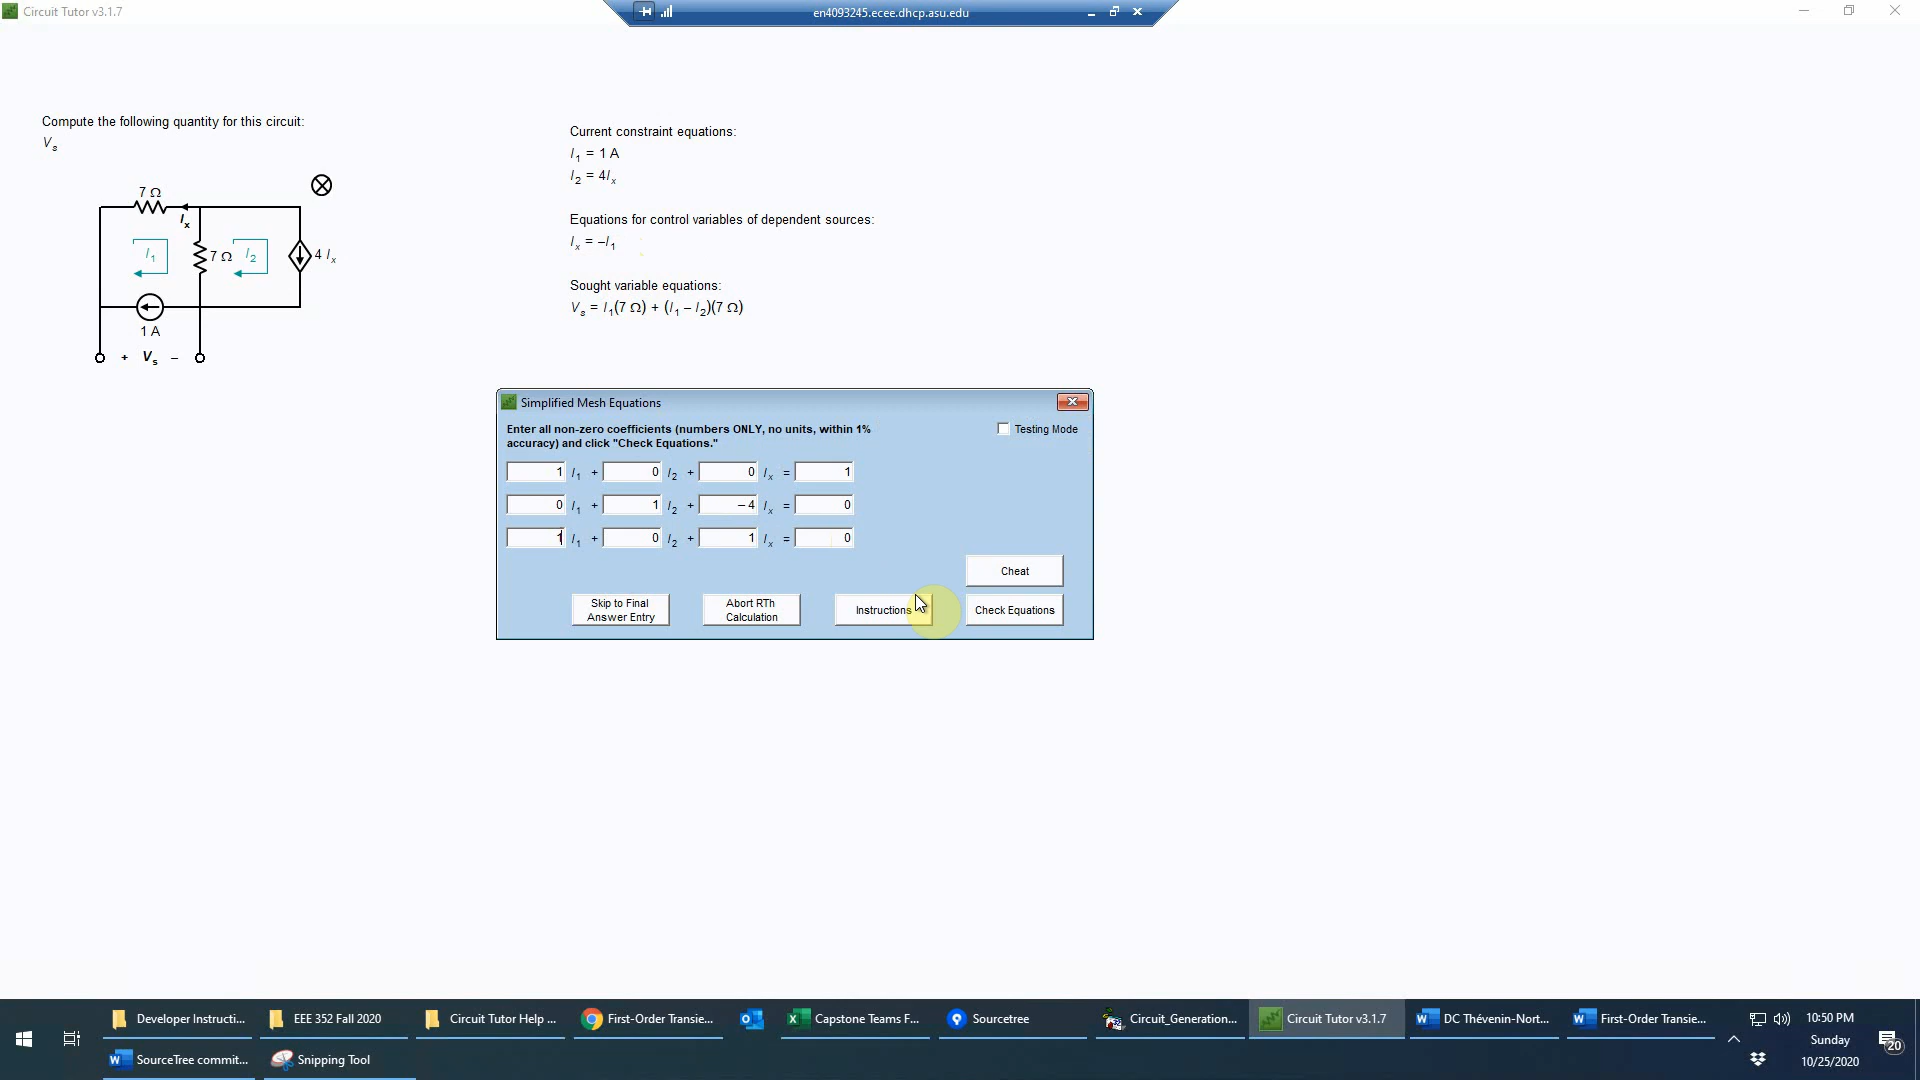 Circuit Tutor v3.1.7
en4093245.ecee.dhcp.asu.edu
Compute the following quantity for this circuit:
Vs
7 Ω
Ix
I1
7 Ω
I2
4 Ix
1 A
+ Vs –
Current constraint equations:
I1 = 1 A
I2 = 4Ix
Equations for control variables of dependent sources:
Ix = –I1
Sought variable equations:
Vs = I1(7 Ω) + (I1 – I2)(7 Ω)
Simplified Mesh Equations
Enter all non-zero coefficients (numbers ONLY, no units, within 1%
accuracy) and click "Check Equations."
Testing Mode
1 I1 + 0 I2 + 0 Ix = 1
0 I1 + 1 I2 + –4 Ix = 0
1 I1 + 0 I2 + 1 Ix = 0
Cheat
Skip to Final
Answer Entry
Abort RTh
Calculation
Instructions
Check Equations
Developer Instructi...
EEE 352 Fall 2020
Circuit Tutor Help ...
First-Order Transie...
Capstone Teams F...
Sourcetree
Circuit_Generation...
Circuit Tutor v3.1.7
DC Thévenin-Nort...
First-Order Transie...
SourceTree commit...
Snipping Tool
10:50 PM
Sunday
10/25/2020
20